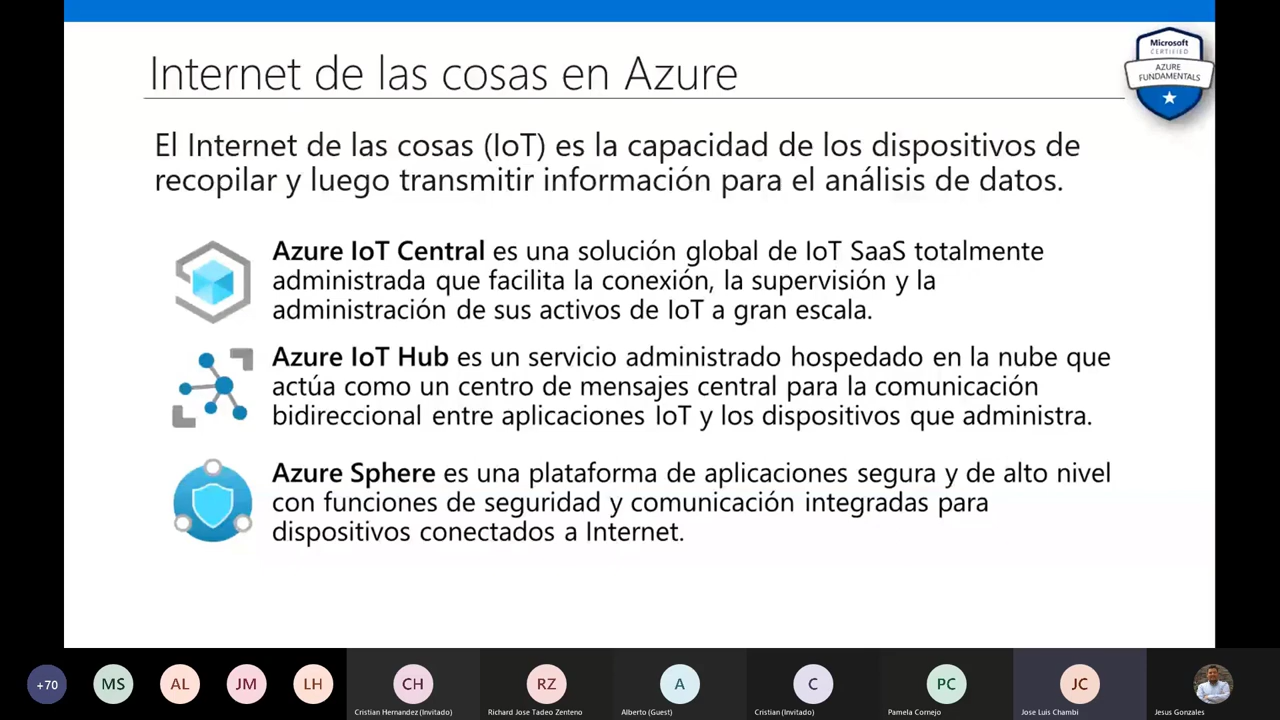 Internet de las cosas en Azure
Microsoft
CERTIFIED
AZURE
FUNDAMENTALS
El Internet de las cosas (IoT) es la capacidad de los dispositivos de
recopilar y luego transmitir información para el análisis de datos.
Azure IoT Central es una solución global de IoT SaaS totalmente
administrada que facilita la conexión, la supervisión y la
administración de sus activos de IoT a gran escala.
Azure IoT Hub es un servicio administrado hospedado en la nube que
actúa como un centro de mensajes central para la comunicación
bidireccional entre aplicaciones IoT y los dispositivos que administra.
Azure Sphere es una plataforma de aplicaciones segura y de alto nivel
con funciones de seguridad y comunicación integradas para
dispositivos conectados a Internet.
+70 MS AL JM LH CH RZ A C PC JC
Cristian Hernandez (Invitado) Richard Jose Tadeo Zenteno Alberto (Guest) Cristian (Invitado) Pamela Cornejo Jose Luis Chambi Jesus Gonzales